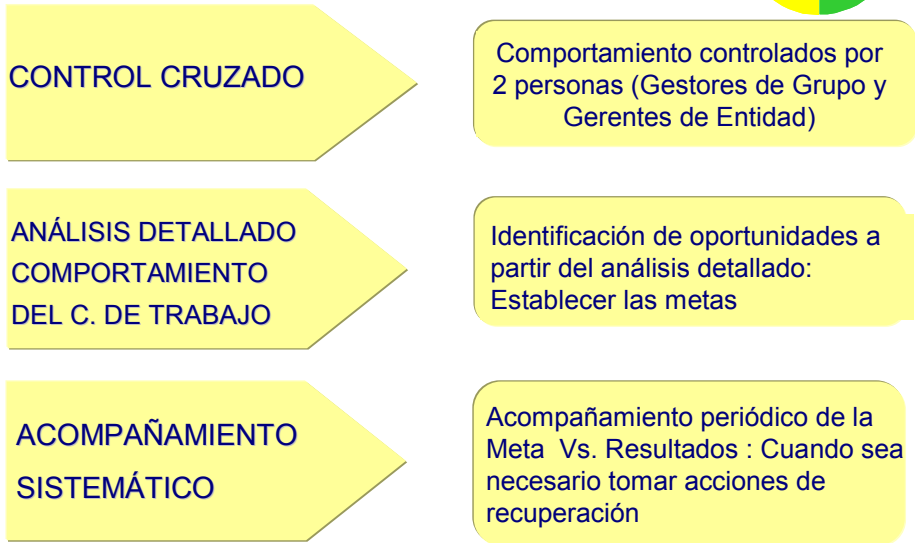 CONTROL CRUZADO
Comportamiento controlados por
2 personas (Gestores de Grupo y
Gerentes de Entidad)
ANÁLISIS DETALLADO
COMPORTAMIENTO
DEL C. DE TRABAJO
Identificación de oportunidades a
partir del análisis detallado:
Establecer las metas
ACOMPAÑAMIENTO
SISTEMÁTICO
Acompañamiento periódico de la
Meta Vs. Resultados : Cuando sea
necesario tomar acciones de
recuperación